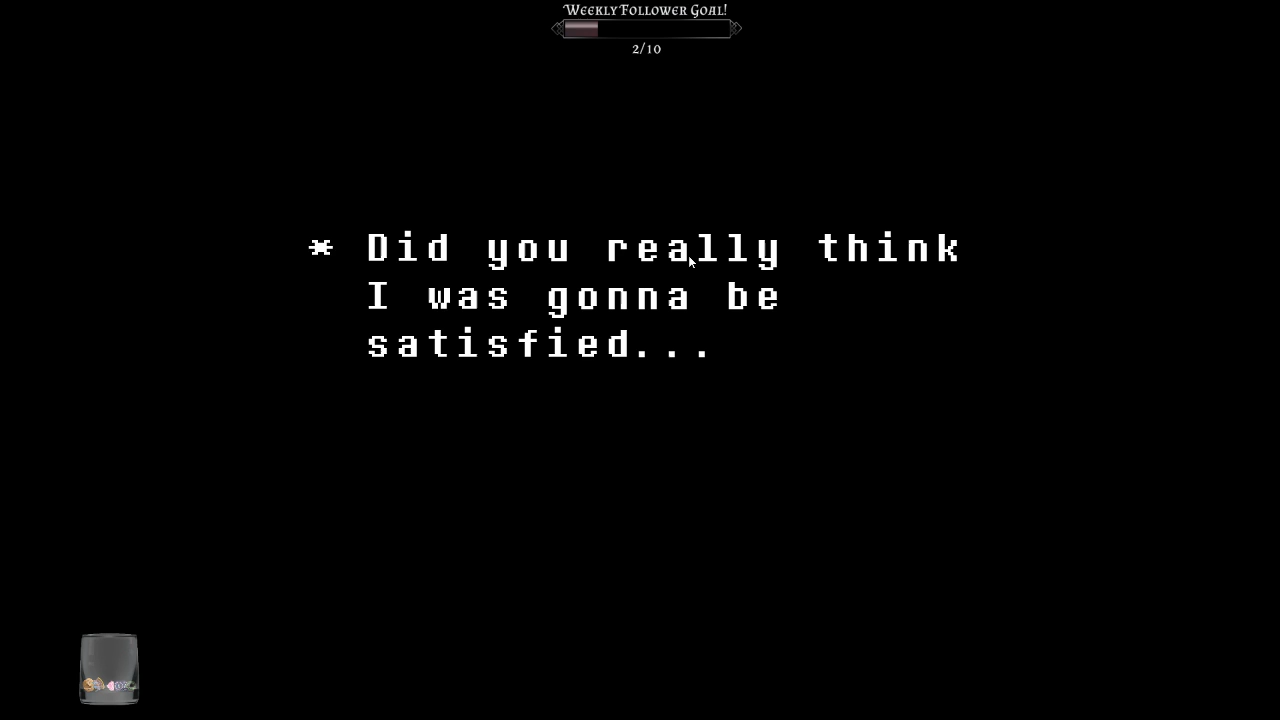 Weekly Follower Goal!
2/10
* Did you really think
I was gonna be
satisfied...